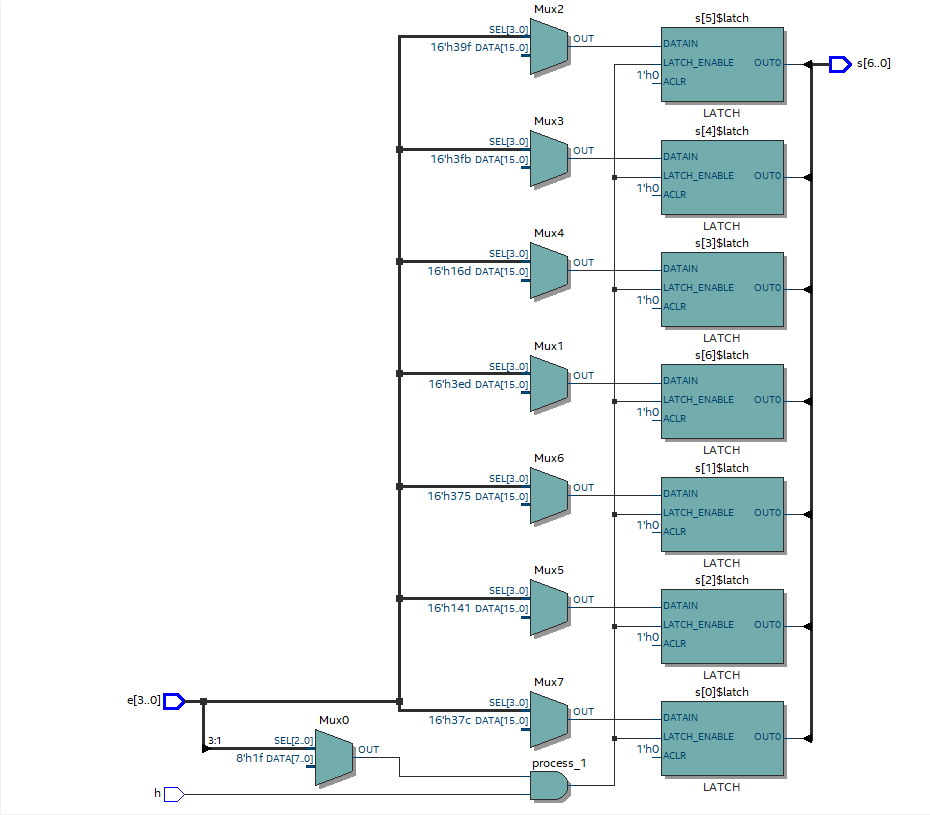 Mux2
SEL[3..0]
16'h39f DATA[15..0]
OUT
s[5]$latch
DATAIN
LATCH_ENABLE OUT0
1'h0 ACLR
LATCH
s[6..0]
Mux3
SEL[3..0]
16'h3fb DATA[15..0]
OUT
s[4]$latch
DATAIN
LATCH_ENABLE OUT0
1'h0 ACLR
LATCH
Mux4
SEL[3..0]
16'h16d DATA[15..0]
OUT
s[3]$latch
DATAIN
LATCH_ENABLE OUT0
1'h0 ACLR
LATCH
Mux1
SEL[3..0]
16'h3ed DATA[15..0]
OUT
s[6]$latch
DATAIN
LATCH_ENABLE OUT0
1'h0 ACLR
LATCH
Mux6
SEL[3..0]
16'h375 DATA[15..0]
OUT
s[1]$latch
DATAIN
LATCH_ENABLE OUT0
1'h0 ACLR
LATCH
Mux5
SEL[3..0]
16'h141 DATA[15..0]
OUT
s[2]$latch
DATAIN
LATCH_ENABLE OUT0
1'h0 ACLR
LATCH
Mux7
SEL[3..0]
16'h37c DATA[15..0]
OUT
s[0]$latch
DATAIN
LATCH_ENABLE OUT0
1'h0 ACLR
LATCH
e[3..0]
Mux0
3:1 SEL[2..0]
8'h1f DATA[7..0]
OUT
process_1
h